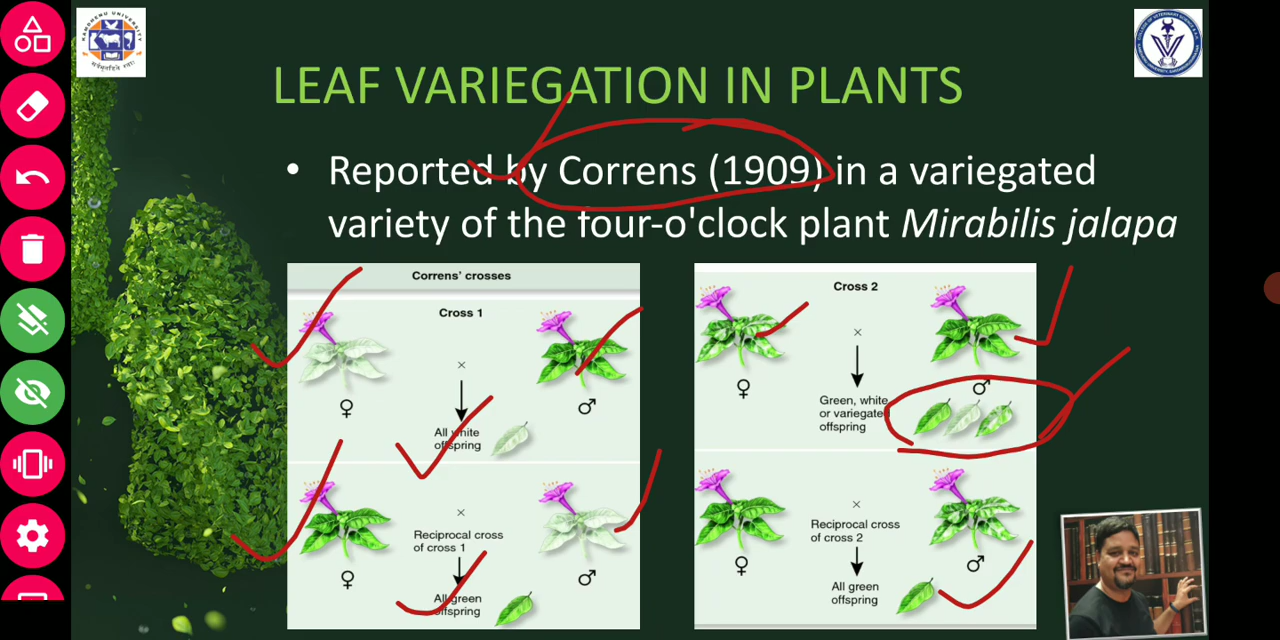 KAMDHENU UNIVERSITY
LEAF VARIEGATION IN PLANTS
• Reported by Correns (1909) in a variegated
variety of the four-o'clock plant Mirabilis jalapa
Correns' crosses
Cross 1
♀
×
♂
All white
offspring
♀
×
Reciprocal cross
of cross 1
♂
All green
offspring
Cross 2
♀
×
♂
Green, white
or variegated
offspring
♀
×
Reciprocal cross
of cross 2
♂
All green
offspring